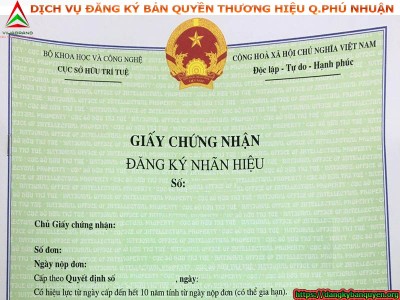 DỊCH VỤ ĐĂNG KÝ BẢN QUYỀN THƯƠNG HIỆU Q.PHÚ NHUẬN
BỘ KHOA HỌC VÀ CÔNG NGHỆ
CỤC SỞ HỮU TRÍ TUỆ
CỘNG HOÀ XÃ HỘI CHỦ NGHĨA VIỆT NAM
Độc lập - Tự do - Hạnh phúc
GIẤY CHỨNG NHẬN
ĐĂNG KÝ NHÃN HIỆU
Số:
Chủ Giấy chứng nhận:
Số đơn:
Ngày nộp đơn:
Cấp theo Quyết định số , ngày:
Có hiệu lực từ ngày cấp đến hết 10 năm tính từ ngày nộp đơn (có thể gia hạn).
https://dangkybanquyen.org